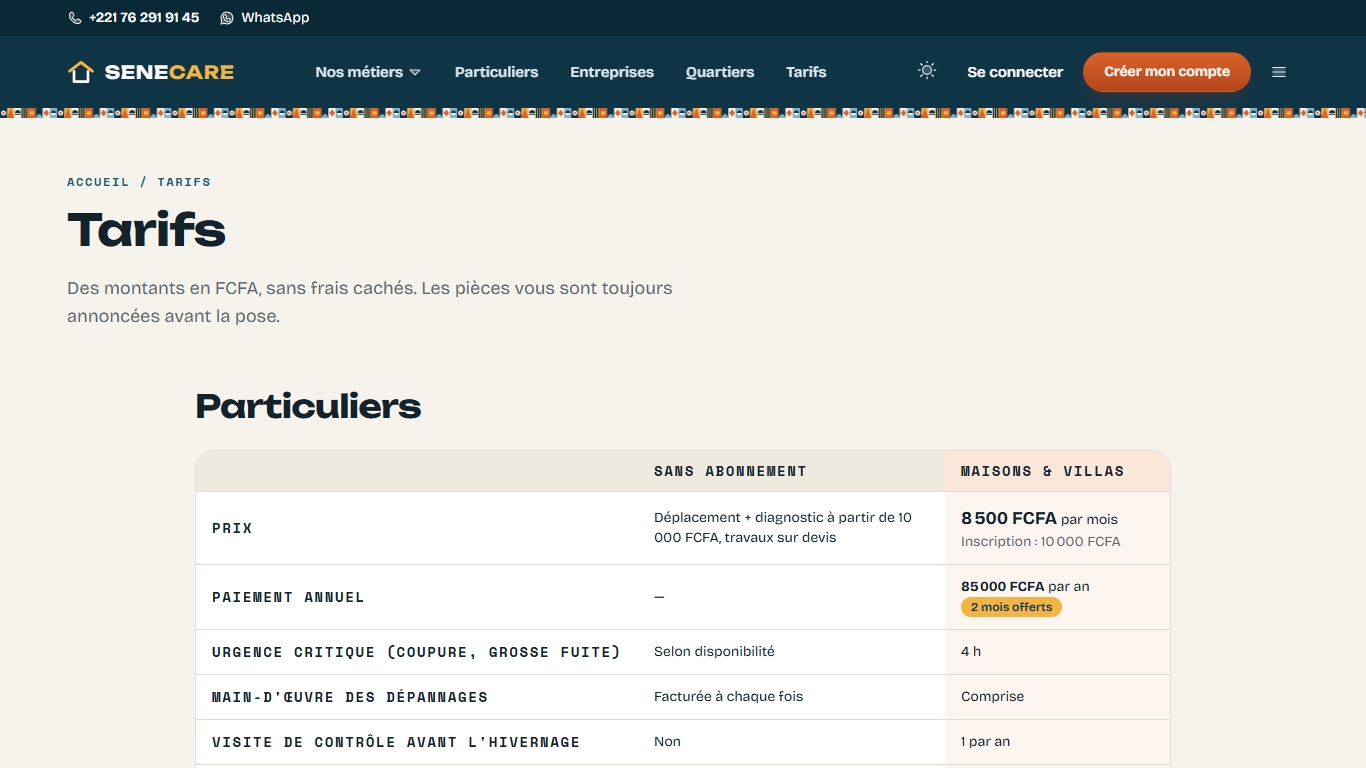 +221 76 291 91 45 WhatsApp
SENECARE Nos métiers Particuliers Entreprises Quartiers Tarifs Se connecter Créer mon compte
ACCUEIL / TARIFS
Tarifs
Des montants en FCFA, sans frais cachés. Les pièces vous sont toujours
annoncées avant la pose.
Particuliers
SANS ABONNEMENT MAISONS & VILLAS
PRIX
Déplacement + diagnostic à partir de 10
000 FCFA, travaux sur devis
8 500 FCFA par mois
Inscription : 10 000 FCFA
PAIEMENT ANNUEL
—
85 000 FCFA par an
2 mois offerts
URGENCE CRITIQUE (COUPURE, GROSSE FUITE) Selon disponibilité 4 h
MAIN-D'ŒUVRE DES DÉPANNAGES Facturée à chaque fois Comprise
VISITE DE CONTRÔLE AVANT L'HIVERNAGE Non 1 par an